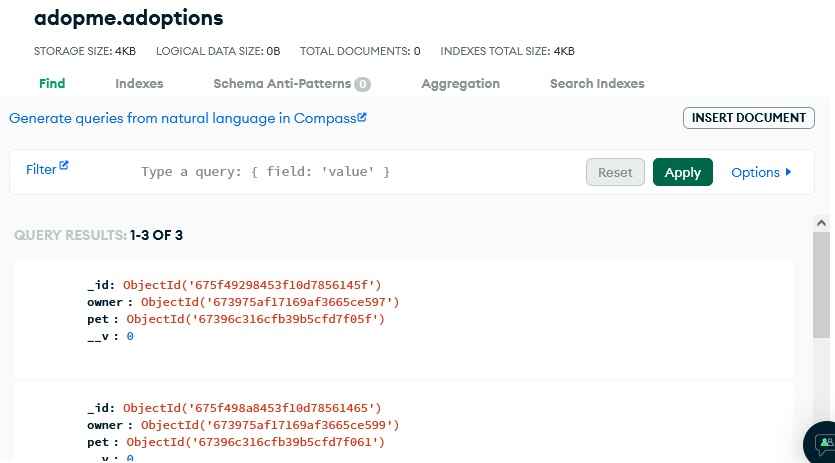 adopme.adoptions
STORAGE SIZE: 4KB LOGICAL DATA SIZE: 0B TOTAL DOCUMENTS: 0 INDEXES TOTAL SIZE: 4KB
Find Indexes Schema Anti-Patterns 0 Aggregation Search Indexes
Generate queries from natural language in Compass
INSERT DOCUMENT
Filter Type a query: { field: 'value' } Reset Apply Options
QUERY RESULTS: 1-3 OF 3
_id: ObjectId('675f49298453f10d7856145f')
owner : ObjectId('673975af17169af3665ce597')
pet : ObjectId('67396c316cfb39b5cfd7f05f')
__v : 0
_id: ObjectId('675f498a8453f10d78561465')
owner : ObjectId('673975af17169af3665ce599')
pet : ObjectId('67396c316cfb39b5cfd7f061')
__v : 0